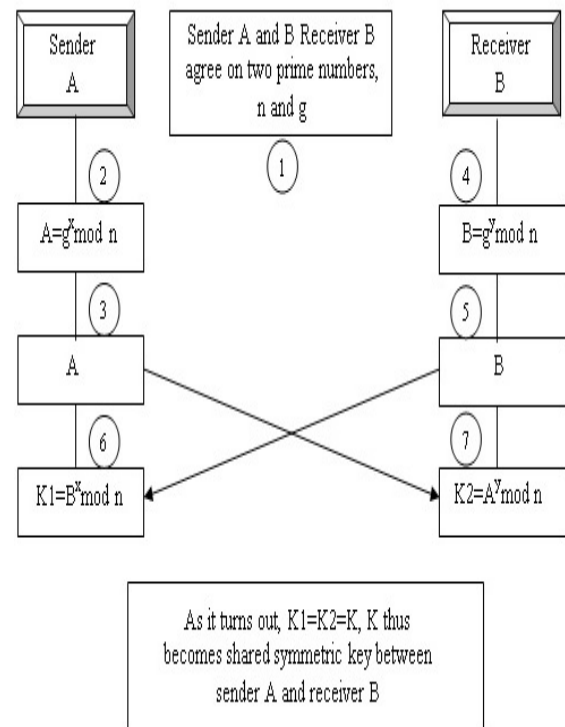 Sender
A
Sender A and B Receiver B
agree on two prime numbers,
n and g
Receiver
B
1
2
4
A=g^x mod n
B=g^y mod n
3
5
A
B
6
7
K1=B^x mod n
K2=A^y mod n
As it turns out, K1=K2=K, K thus
becomes shared symmetric key between
sender A and receiver B